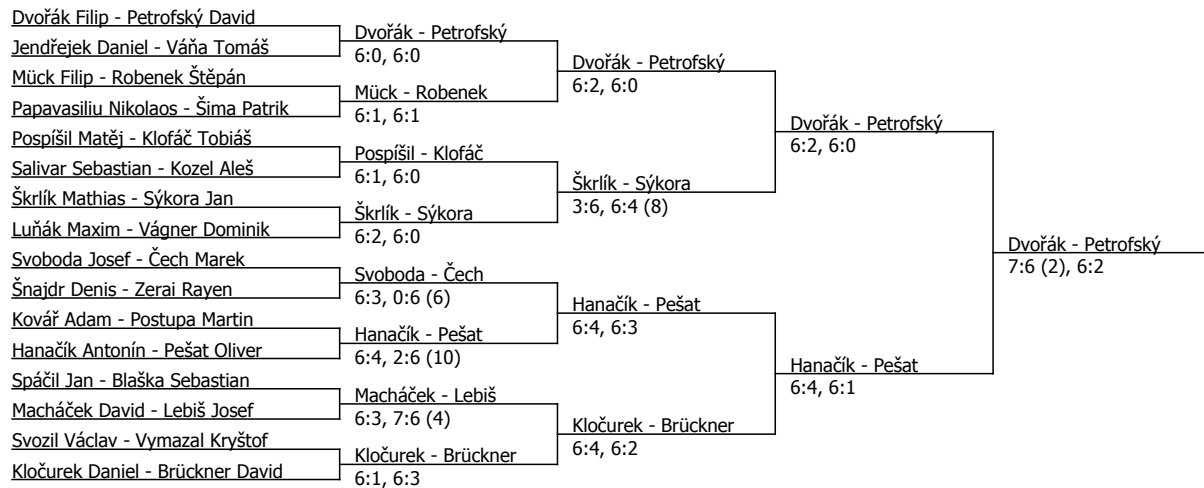 Dvořák Filip - Petrofský David
Jendřejek Daniel - Váňa Tomáš
Mück Filip - Robenek Štěpán
Papavasiliu Nikolaos - Šima Patrik
Pospíšil Matěj - Klofáč Tobiáš
Salivar Sebastian - Kozel Aleš
Škrlík Mathias - Sýkora Jan
Luňák Maxim - Vágner Dominik
Svoboda Josef - Čech Marek
Šnajdr Denis - Zerai Rayen
Kovář Adam - Postupa Martin
Hanačík Antonín - Pešat Oliver
Spáčil Jan - Blaška Sebastian
Macháček David - Lebiš Josef
Svozil Václav - Vymazal Kryštof
Kločurek Daniel - Brückner David
Dvořák - Petrofský
6:0, 6:0
Mück - Robenek
6:1, 6:1
Pospíšil - Klofáč
6:1, 6:0
Škrlík - Sýkora
6:2, 6:0
Svoboda - Čech
6:3, 0:6 (6)
Hanačík - Pešat
6:4, 2:6 (10)
Macháček - Lebiš
6:3, 7:6 (4)
Kločurek - Brückner
6:1, 6:3
Dvořák - Petrofský
6:2, 6:0
Škrlík - Sýkora
3:6, 6:4 (8)
Hanačík - Pešat
6:4, 6:3
Kločurek - Brückner
6:4, 6:2
Dvořák - Petrofský
6:2, 6:0
Hanačík - Pešat
6:4, 6:1
Dvořák - Petrofský
7:6 (2), 6:2